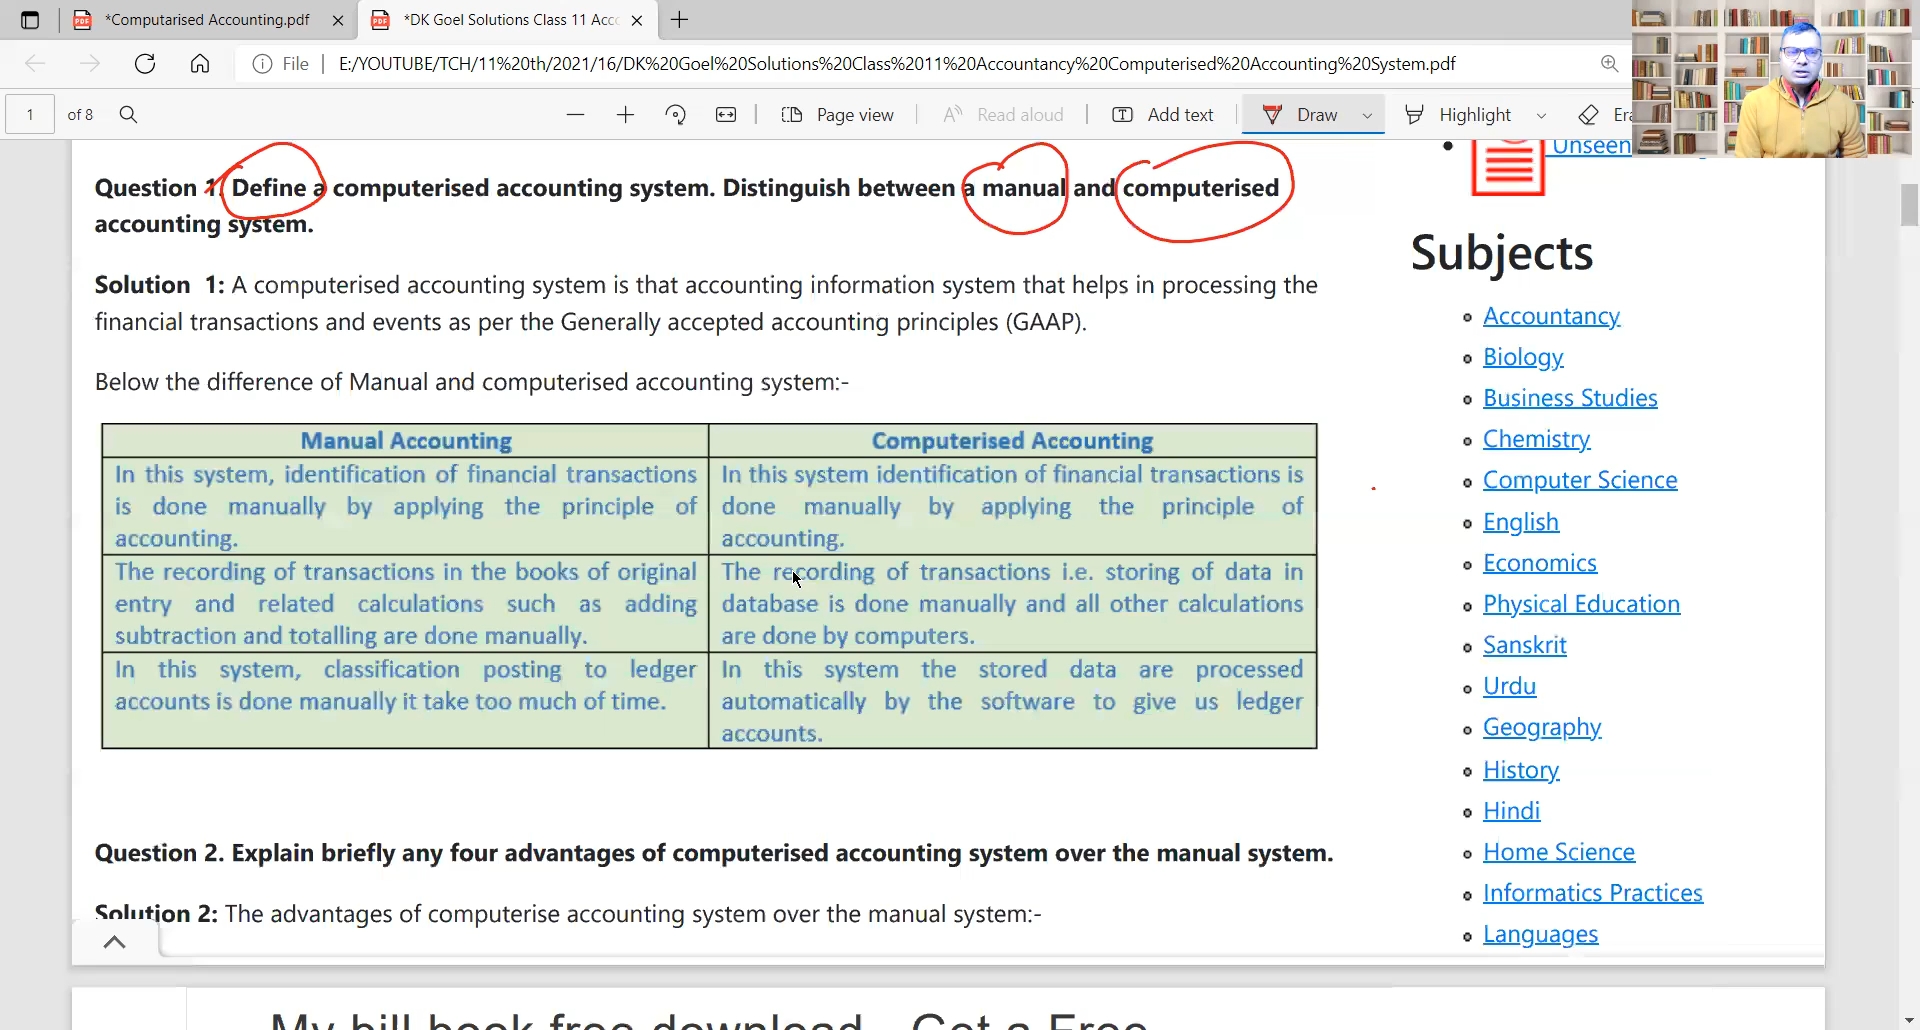 *Computarised Accounting.pdf
*DK Goel Solutions Class 11 Acc
File
E:/YOUTUBE/TCH/11%20th/2021/16/DK%20Goel%20Solutions%20Class%2011%20Accountancy%20Computerised%20Accounting%20System.pdf
1 of 8
Page view
Read aloud
Add text
Draw
Highlight
Era
Unseen
Question 1. Define a computerised accounting system. Distinguish between a manual and computerised
accounting system.
Solution 1: A computerised accounting system is that accounting information system that helps in processing the
financial transactions and events as per the Generally accepted accounting principles (GAAP).
Below the difference of Manual and computerised accounting system:-
Manual Accounting
Computerised Accounting
In this system, identification of financial transactions
is done manually by applying the principle of
accounting.
In this system identification of financial transactions is
done manually by applying the principle of
accounting.
The recording of transactions in the books of original
entry and related calculations such as adding
subtraction and totalling are done manually.
The recording of transactions i.e. storing of data in
database is done manually and all other calculations
are done by computers.
In this system, classification posting to ledger
accounts is done manually it take too much of time.
In this system the stored data are processed
automatically by the software to give us ledger
accounts.
Question 2. Explain briefly any four advantages of computerised accounting system over the manual system.
Solution 2: The advantages of computerise accounting system over the manual system:-
Subjects
Accountancy
Biology
Business Studies
Chemistry
Computer Science
English
Economics
Physical Education
Sanskrit
Urdu
Geography
History
Hindi
Home Science
Informatics Practices
Languages
My bill book free download - Get a Free